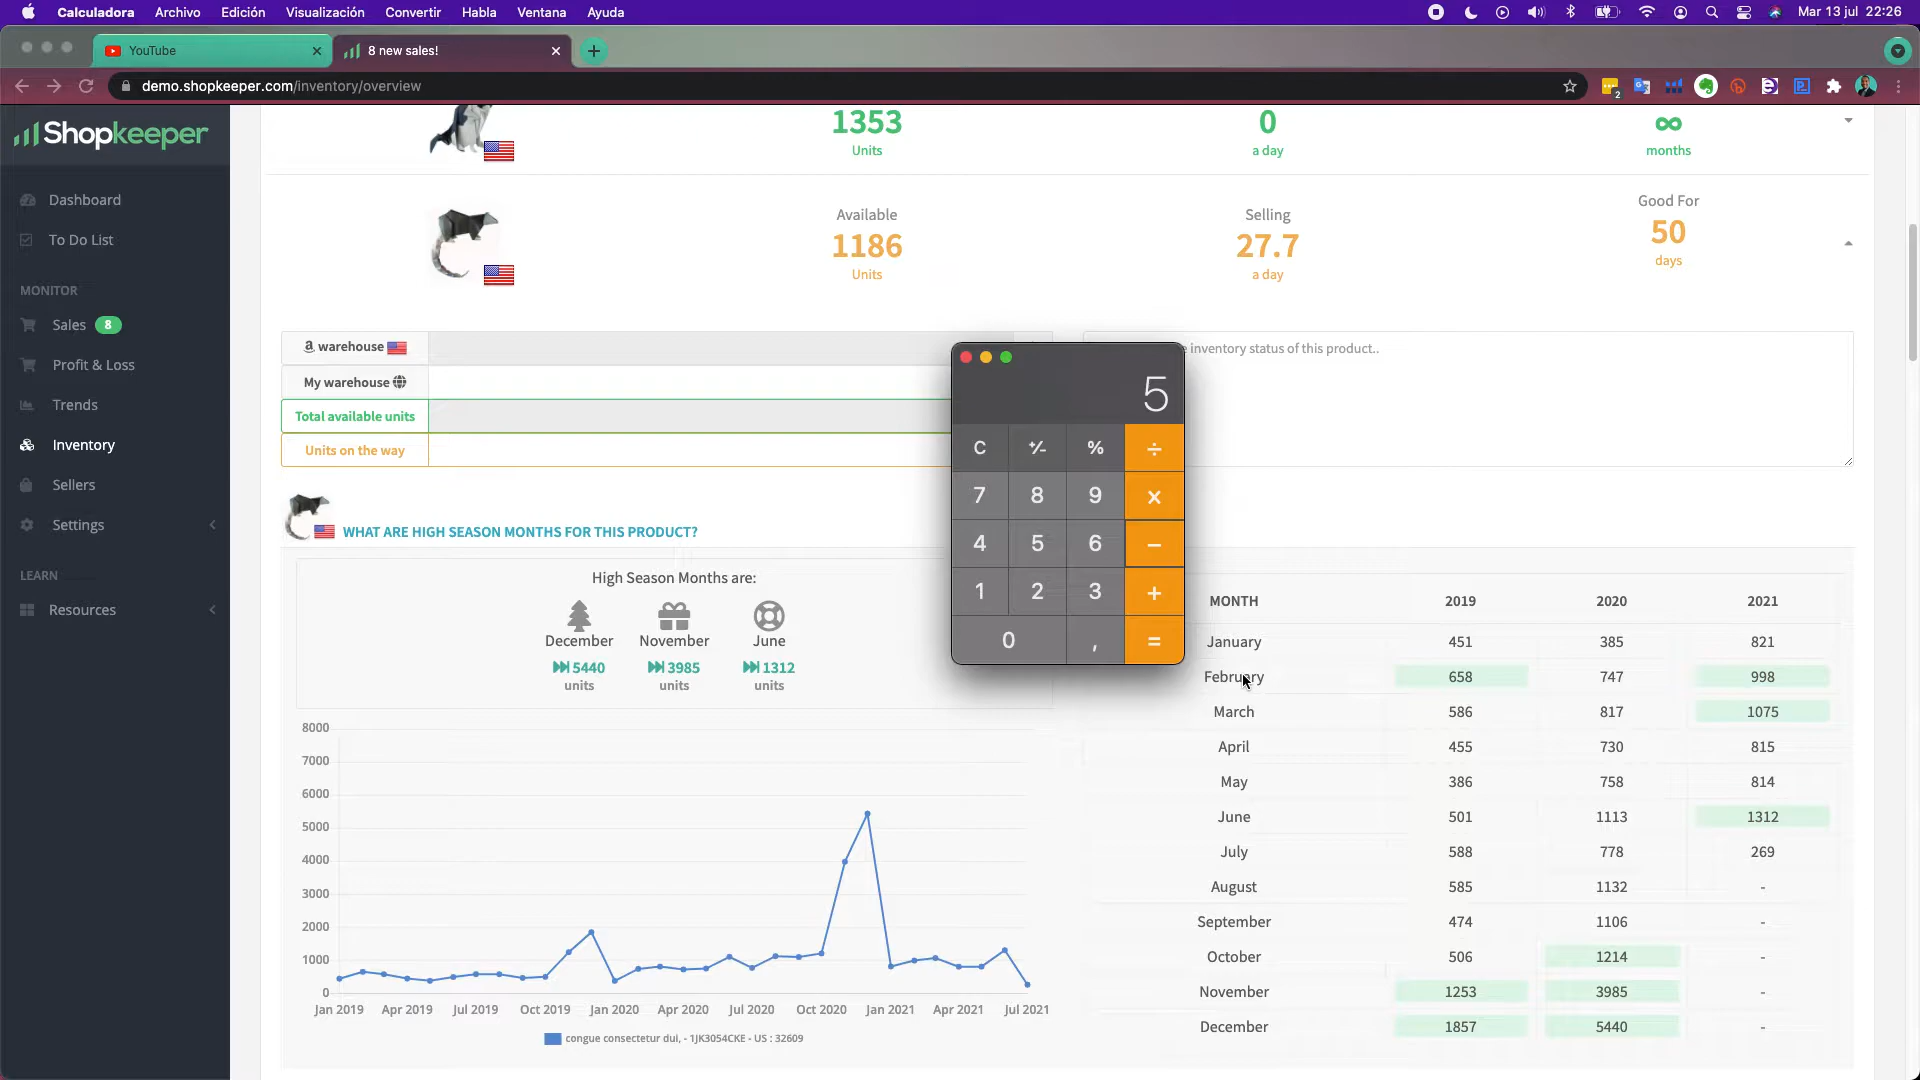 Calculadora Archivo Edición Visualización Convertir Habla Ventana Ayuda Mar 13 jul 22:26
YouTube
8 new sales!
demo.shopkeeper.com/inventory/overview
2
Shopkeeper
Dashboard
To Do List
MONITOR
Sales 8
Profit & Loss
Trends
Inventory
Sellers
Settings
LEARN
Resources
1353 0 ∞
Units a day months
Available Selling Good For
1186 27.7 50
Units a day days
a warehouse
My warehouse
Total available units
Units on the way
inventory status of this product..
5
C +⁄- % ÷
7 8 9 ×
4 5 6 −
1 2 3 +
0 , =
WHAT ARE HIGH SEASON MONTHS FOR THIS PRODUCT?
High Season Months are:
December November June
5440 3985 1312
units units units
8000
7000
6000
5000
4000
3000
2000
1000
0
Jan 2019 Apr 2019 Jul 2019 Oct 2019 Jan 2020 Apr 2020 Jul 2020 Oct 2020 Jan 2021 Apr 2021 Jul 2021
congue consectetur dui, - 1JK3054CKE - US : 32609
MONTH 2019 2020 2021
January 451 385 821
February 658 747 998
March 586 817 1075
April 455 730 815
May 386 758 814
June 501 1113 1312
July 588 778 269
August 585 1132 -
September 474 1106 -
October 506 1214 -
November 1253 3985 -
December 1857 5440 -